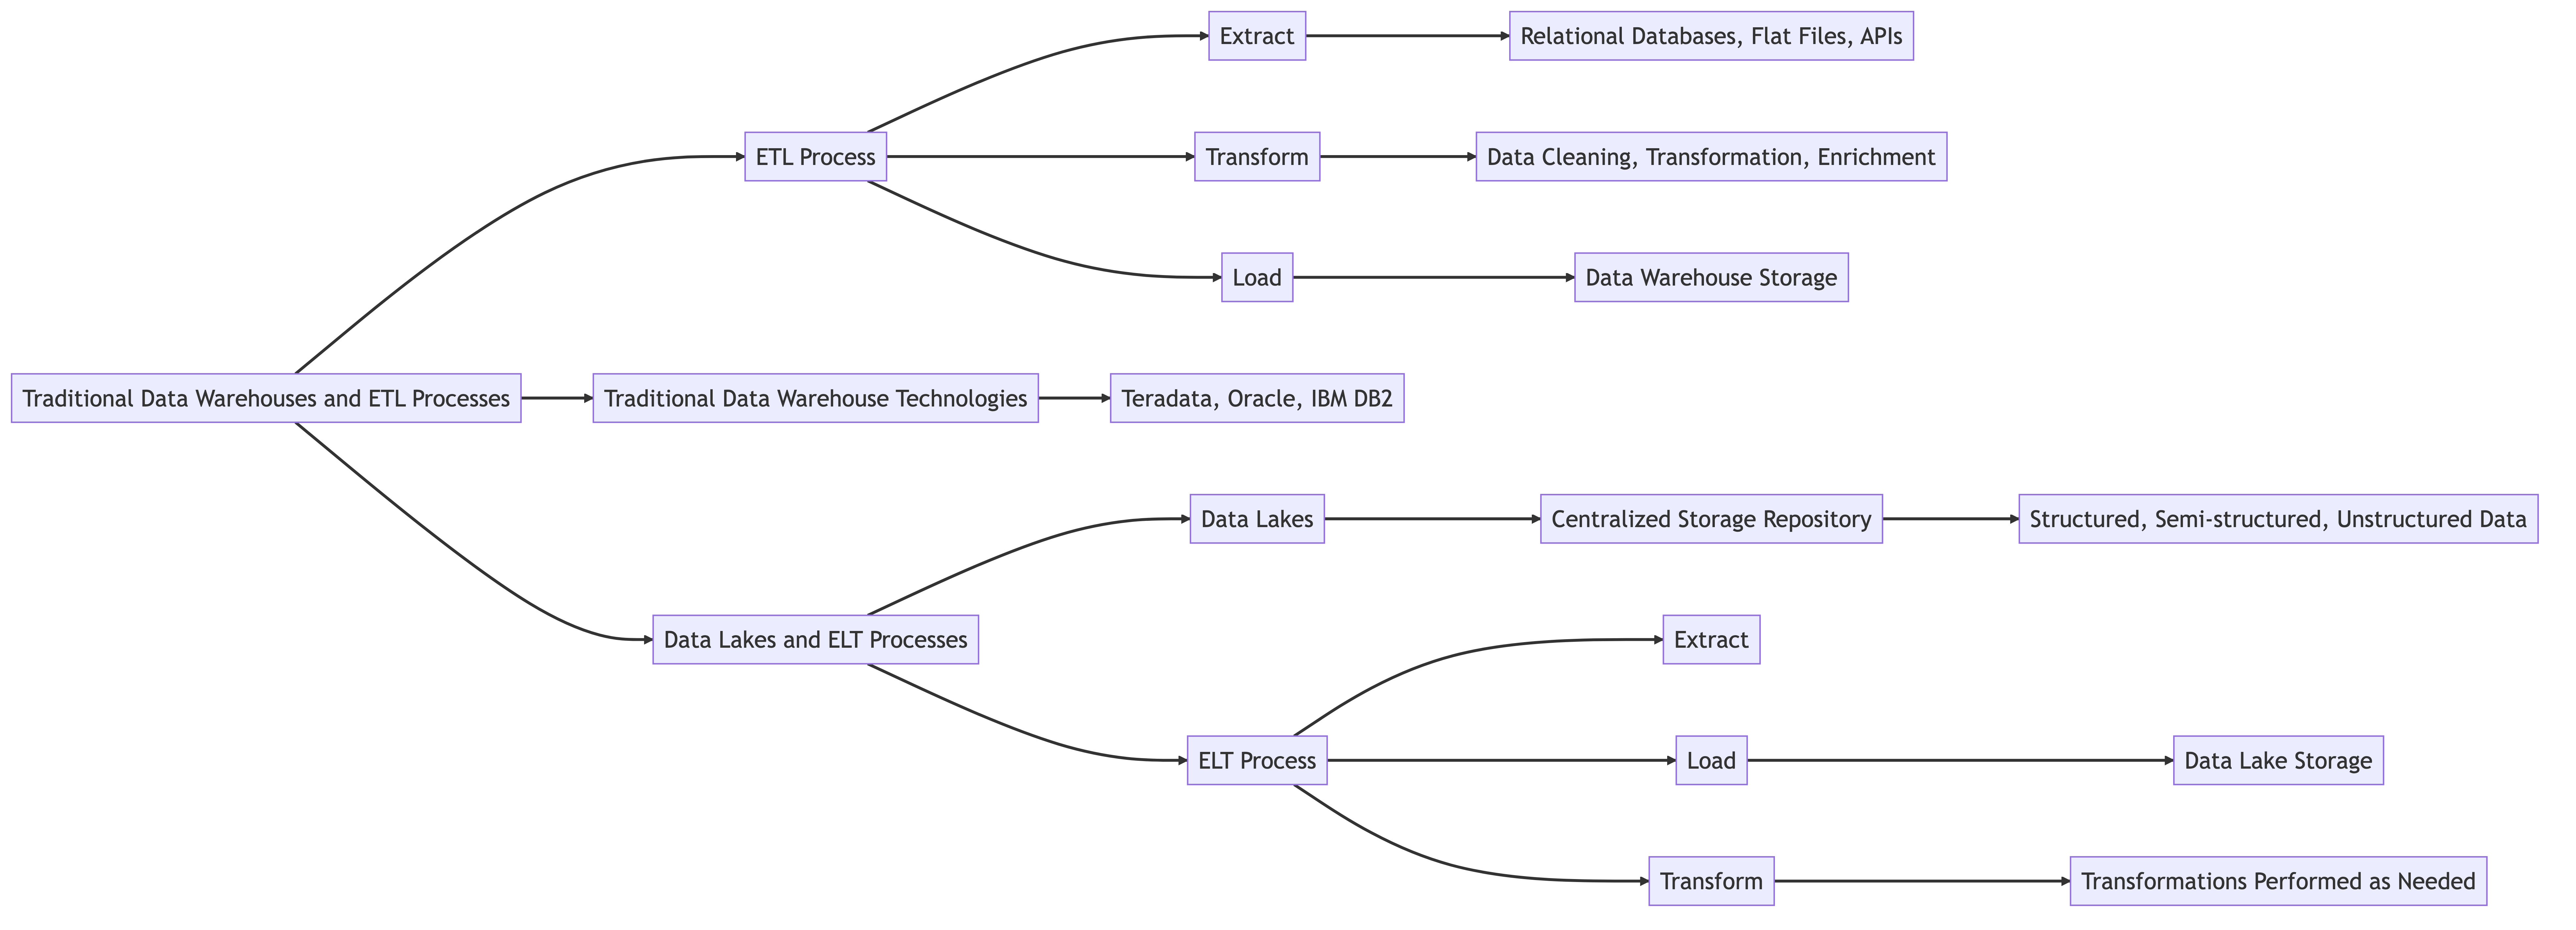 Extract
Relational Databases, Flat Files, APIs
ETL Process
Transform
Data Cleaning, Transformation, Enrichment
Load
Data Warehouse Storage
Traditional Data Warehouses and ETL Processes
Traditional Data Warehouse Technologies
Teradata, Oracle, IBM DB2
Data Lakes
Centralized Storage Repository
Structured, Semi-structured, Unstructured Data
Data Lakes and ELT Processes
Extract
ELT Process
Load
Data Lake Storage
Transform
Transformations Performed as Needed